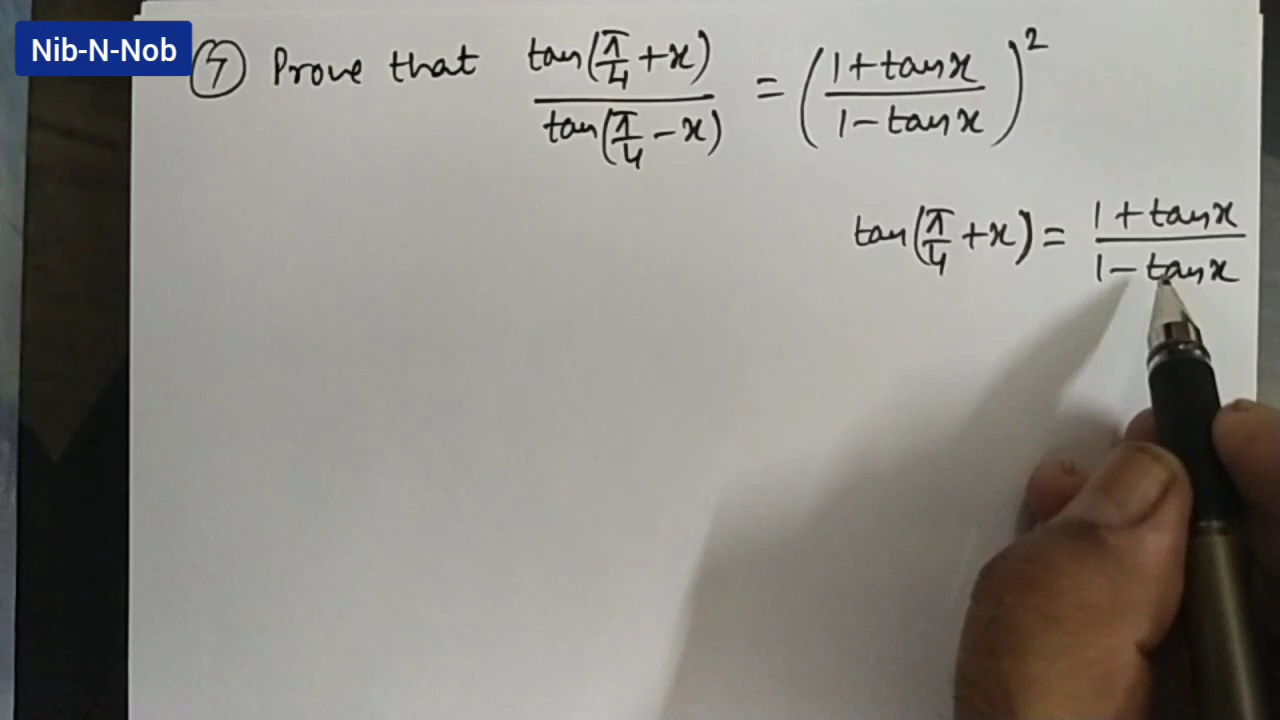 Nib-N-Nob
⑦ Prove that tan(π/4 + x) / tan(π/4 - x) = ((1 + tan x) / (1 - tan x))²
tan(π/4 + x) = (1 + tan x) / (1 - tan x)